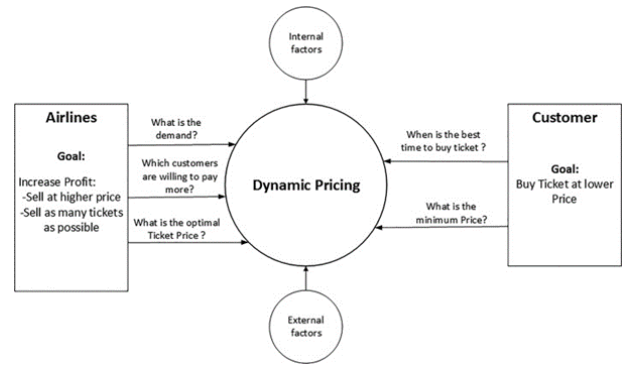 Internal
factors
Airlines
Goal:
Increase Profit:
-Sell at higher price
-Sell as many tickets
as possible
What is the
demand?
Which customers
are willing to pay
more?
What is the optimal
Ticket Price ?
Dynamic Pricing
When is the best
time to buy ticket ?
What is the
minimum Price?
Customer
Goal:
Buy Ticket at lower
Price
External
factors